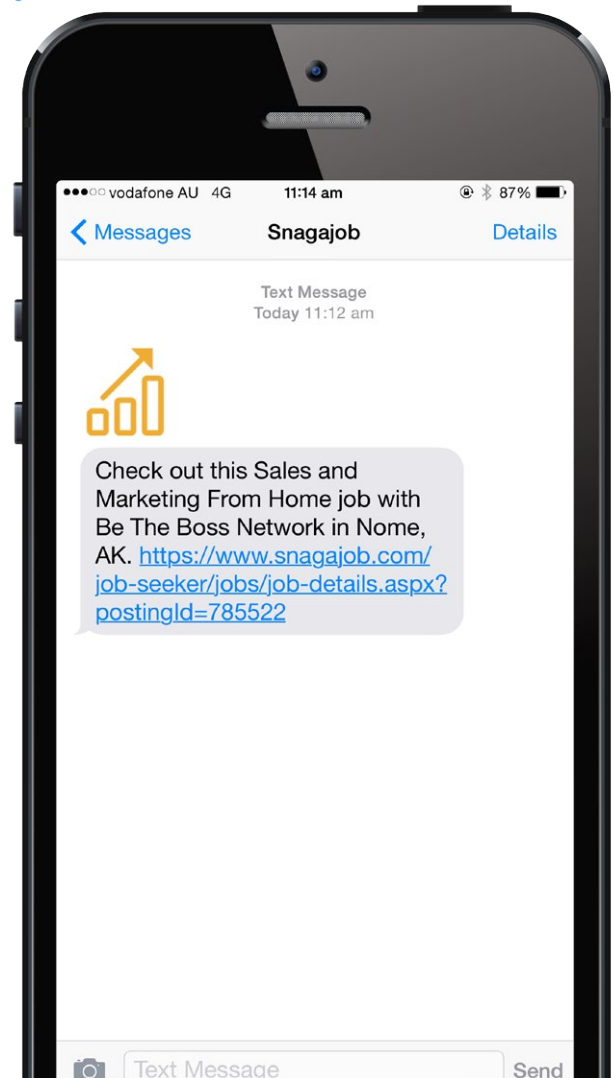 vodafone AU 4G 11:14 am 87%
Messages Snagajob Details
Text Message
Today 11:12 am
Check out this Sales and
Marketing From Home job with
Be The Boss Network in Nome,
AK. https://www.snagajob.com/
job-seeker/jobs/job-details.aspx?
postingId=785522
Text Message Send